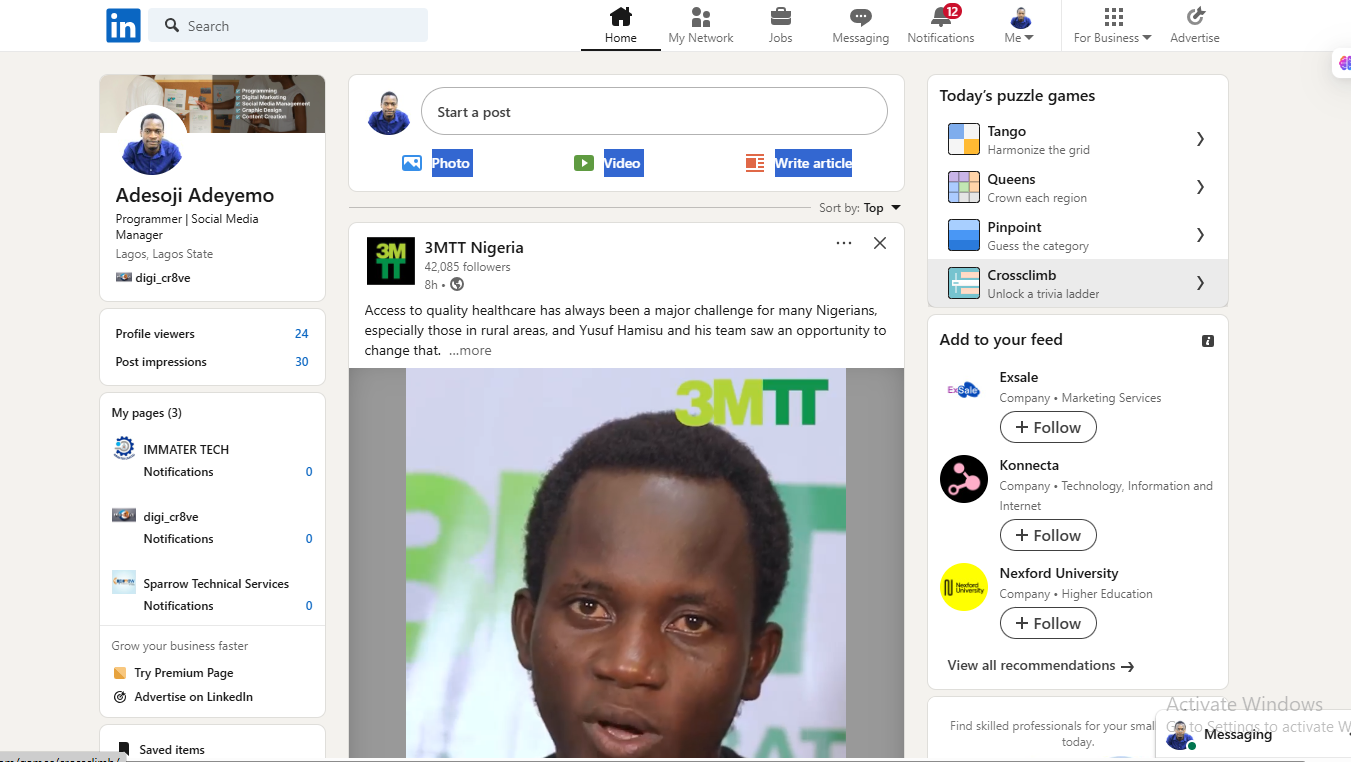 in
Search
Home
My Network
Jobs
Messaging
12
Notifications
Me
For Business
Advertise
Programming
Digital Marketing
Social Media Management
Graphic Design
Content Creation
Adesoji Adeyemo
Programmer | Social Media
Manager
Lagos, Lagos State
digi_cr8ve
Profile viewers 24
Post impressions 30
My pages (3)
IMMATER TECH
Notifications 0
digi_cr8ve
Notifications 0
Sparrow Technical Services
Notifications 0
Grow your business faster
Try Premium Page
Advertise on LinkedIn
Saved items
Start a post
Photo
Video
Write article
Sort by: Top
3M
TT
3MTT Nigeria
42,085 followers
8h •
Access to quality healthcare has always been a major challenge for many Nigerians,
especially those in rural areas, and Yusuf Hamisu and his team saw an opportunity to
change that. ...more
3MTT
Today's puzzle games
Tango
Harmonize the grid
Queens
Crown each region
Pinpoint
Guess the category
Crossclimb
Unlock a trivia ladder
Add to your feed
ExSale
Exsale
Company • Marketing Services
+ Follow
Konnecta
Company • Technology, Information and
Internet
+ Follow
Nexford
University
Nexford University
Company • Higher Education
+ Follow
View all recommendations →
Find skilled professionals for your small
today.
Activate Windows
Go to Settings to activate W
Messaging